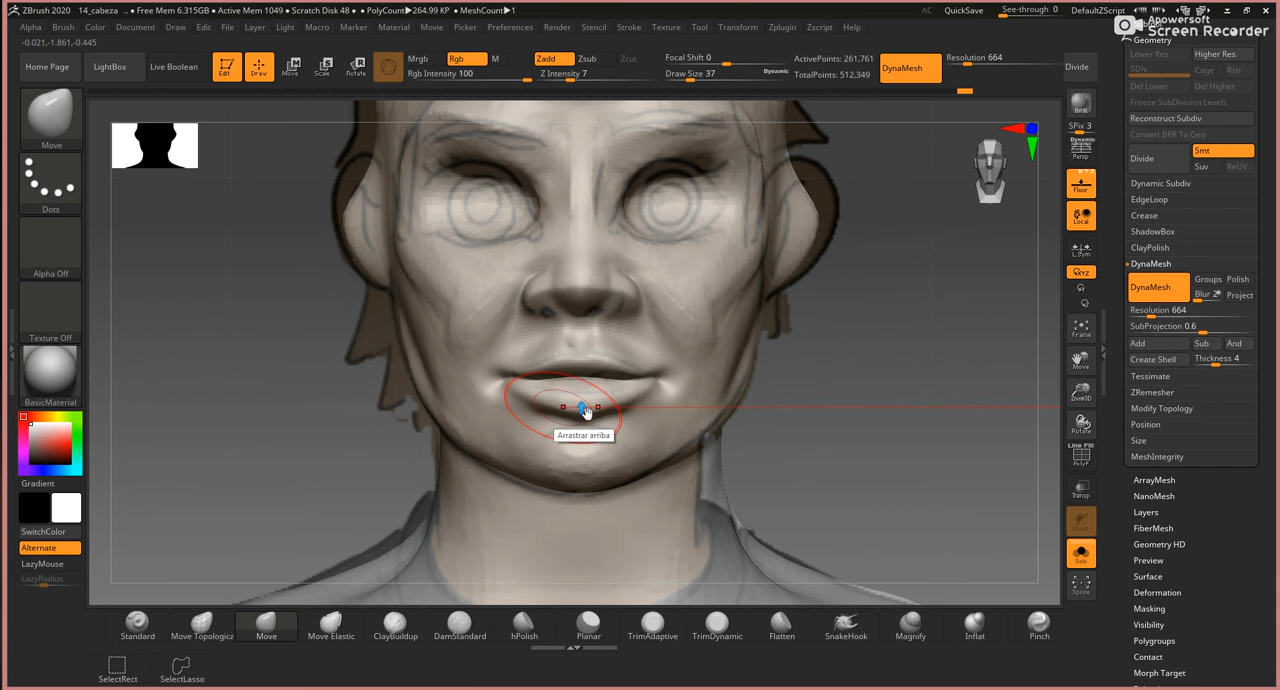 ZBrush 2020 14_cabeza .. ● Free Mem 6.315GB ● Active Mem 1049 ● Scratch Disk 48 ● PolyCount▶264.99 KP ● MeshCount▶1
AC QuickSave See-through 0 DefaultZScript
Apowersoft
Screen Recorder
Alpha Brush Color Document Draw Edit File Layer Light Macro Marker Material Movie Picker Preferences Render Stencil Stroke Texture Tool Transform Zplugin Zscript Help
-0.021,-1.861,-0.445
Home Page LightBox Live Boolean
Edit Draw Move Scale Rotate
Mrgb Rgb M
Rgb Intensity 100
Zadd Zsub Zcut
Z Intensity 7
Focal Shift 0
Draw Size 37 Dynamic
ActivePoints: 261,761
TotalPoints: 512,349
DynaMesh
Resolution 664
Divide
Move
Dots
Alpha Off
Texture Off
BasicMaterial
Gradient
SwitchColor
Alternate
LazyMouse
LazyRadius
Arrastrar arriba
BPR
SPix 3
Dynamic
Persp
Floor
Local
L.Sym
XYZ
Frame
Move
Zoom3D
Rotate
Line Fill
PolyF
Transp
Ghost
Solo
Xpose
Geometry
Lower Res Higher Res
SDiv Cage Rstr
Del Lower Del Higher
Freeze SubDivision Levels
Reconstruct Subdiv
Convert BPR To Geo
Divide Smt
Suv ReUV
Dynamic Subdiv
EdgeLoop
Crease
ShadowBox
ClayPolish
DynaMesh
DynaMesh Groups Polish
Blur 2 Project
Resolution 664
SubProjection 0.6
Add Sub And
Create Shell Thickness 4
Tessimate
ZRemesher
Modify Topology
Position
Size
MeshIntegrity
ArrayMesh
NanoMesh
Layers
FiberMesh
Geometry HD
Preview
Surface
Deformation
Masking
Visibility
Polygroups
Contact
Morph Target
Standard Move Topologica Move Move Elastic ClayBuildup DamStandard hPolish Planar TrimAdaptive TrimDynamic Flatten SnakeHook Magnify Inflat Pinch
SelectRect SelectLasso